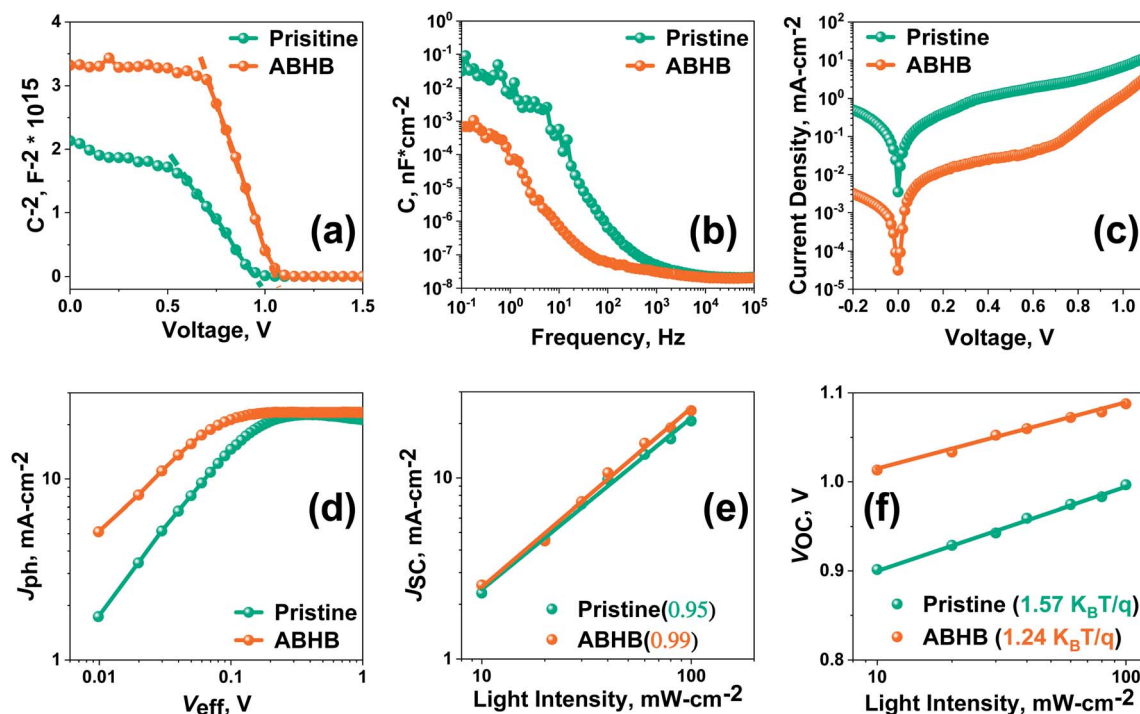 4
3
2
1
0
C-2, F-2 * 1015
Prisitine
ABHB
(a)
0.0 0.5 1.0 1.5
Voltage, V
100
10-1
10-2
10-3
10-4
10-5
10-6
10-7
10-8
C, nF*cm-2
Pristine
ABHB
(b)
10-1 100 101 102 103 104 105
Frequency, Hz
102
101
100
10-1
10-2
10-3
10-4
10-5
Current Density, mA-cm-2
Pristine
ABHB
(c)
-0.2 0.0 0.2 0.4 0.6 0.8 1.0
Voltage, V
10
1
Jph, mA-cm-2
(d)
Pristine
ABHB
0.01 0.1 1
Veff, V
10
1
JSC, mA-cm-2
(e)
Pristine(0.95)
ABHB(0.99)
10 100
Light Intensity, mW-cm-2
1.1
1.0
0.9
0.8
VOC, V
(f)
Pristine (1.57 KBT/q)
ABHB (1.24 KBT/q)
10 100
Light Intensity, mW-cm-2